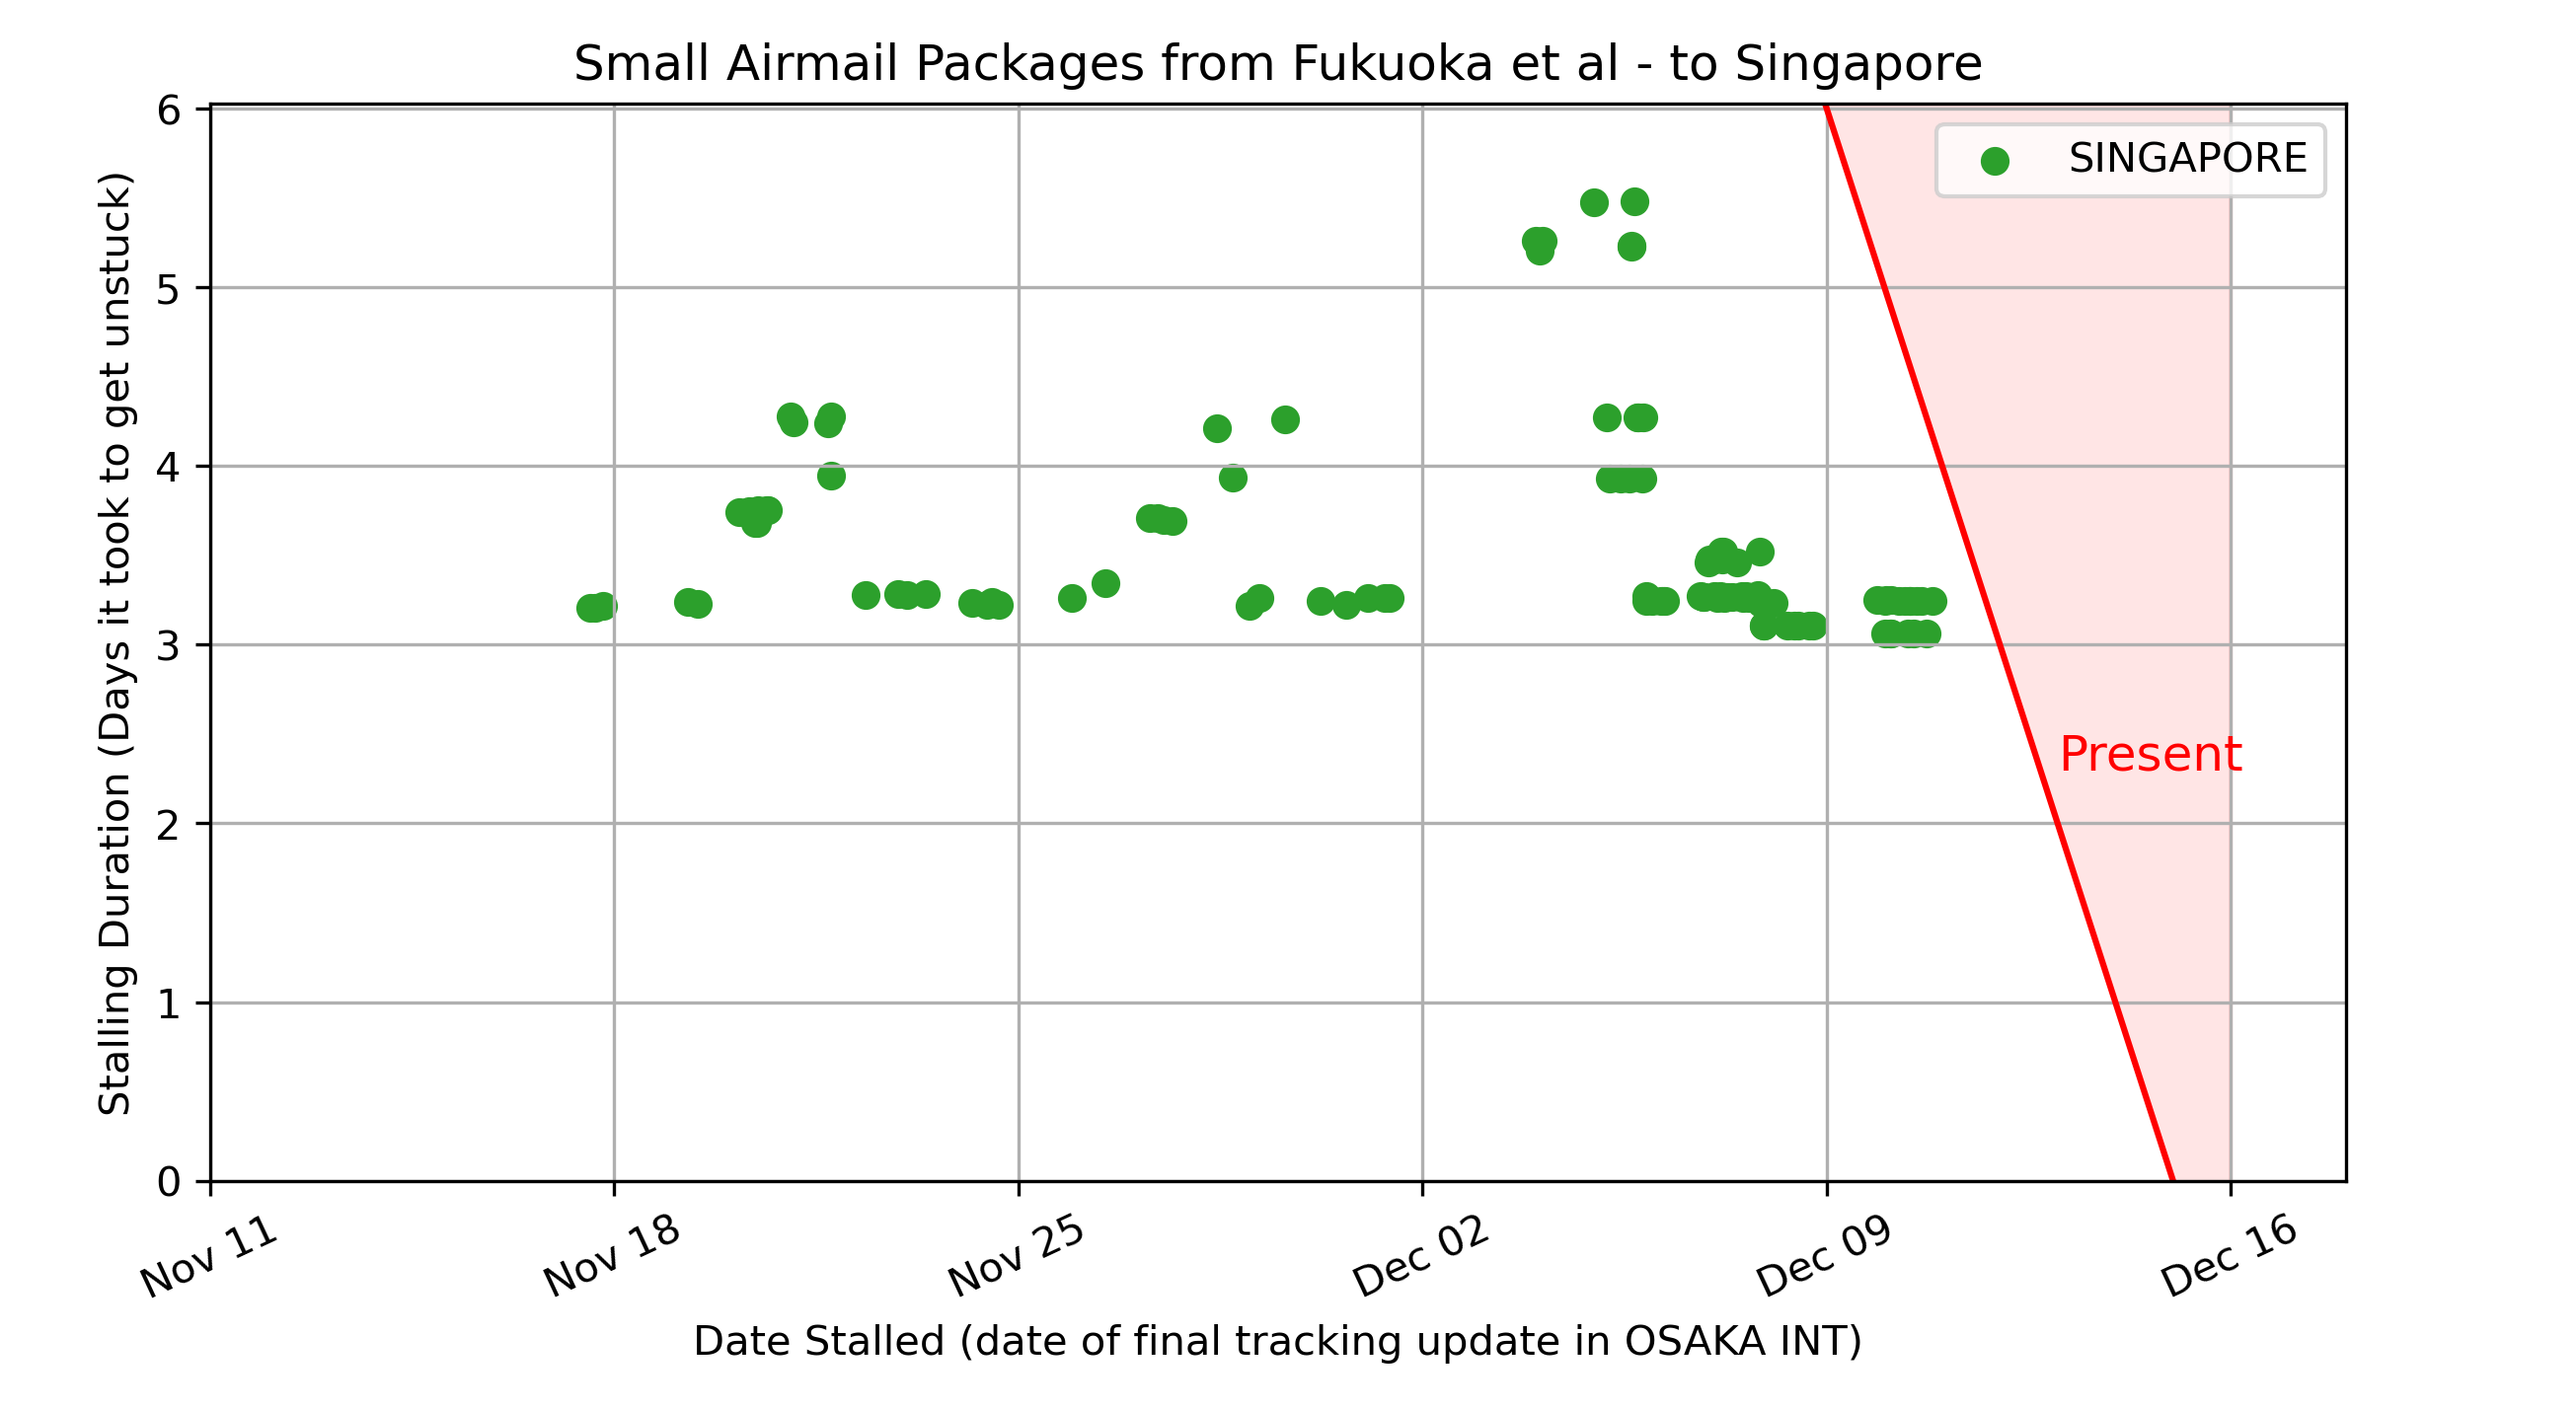 Small Airmail Packages from Fukuoka et al - to Singapore
SINGAPORE
Present
Stalling Duration (Days it took to get unstuck)
6
5
4
3
2
1
0
Nov 11
Nov 18
Nov 25
Dec 02
Dec 09
Dec 16
Date Stalled (date of final tracking update in OSAKA INT)